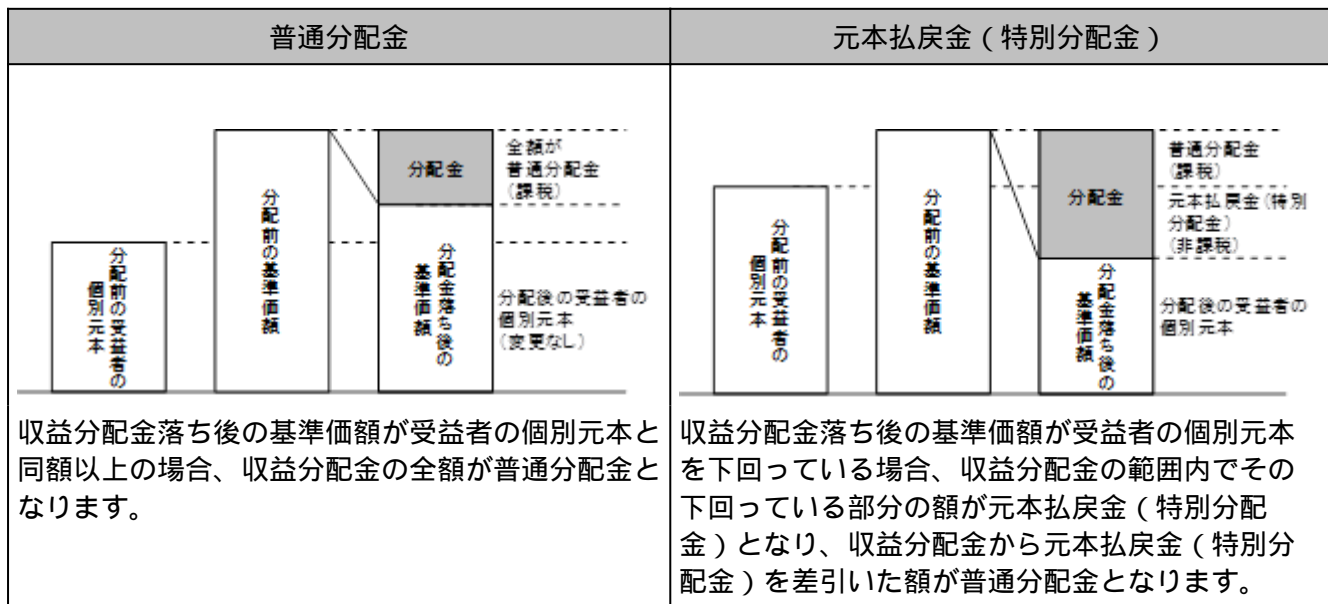 普通分配金
元本払戻金（特別分配金）
分配前の受益者の
個別元本
分配前の基準価額
分配金
分配金落ち後の
基準価額
全額が
普通分配金
(課税)
分配後の受益者の
個別元本
(変更なし)
収益分配金落ち後の基準価額が受益者の個別元本と
同額以上の場合、収益分配金の全額が普通分配金と
なります。
分配前の受益者の
個別元本
分配前の基準価額
分配金
分配金落ち後の
基準価額
普通分配金
(課税)
元本払戻金(特別
分配金)
(非課税)
分配後の受益者の
個別元本
収益分配金落ち後の基準価額が受益者の個別元本
を下回っている場合、収益分配金の範囲内でその
下回っている部分の額が元本払戻金（特別分配
金）となり、収益分配金から元本払戻金（特別分
配金）を差引いた額が普通分配金となります。